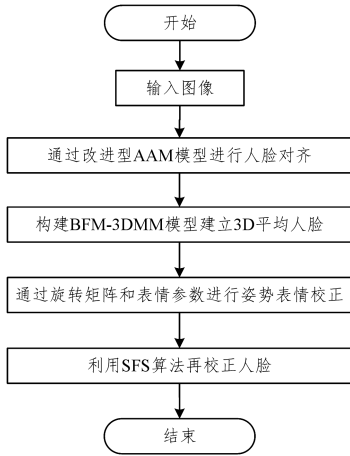 开始
输入图像
通过改进型AAM模型进行人脸对齐
构建BFM-3DMM模型建立3D平均人脸
通过旋转矩阵和表情参数进行姿势表情校正
利用SFS算法再校正人脸
结束